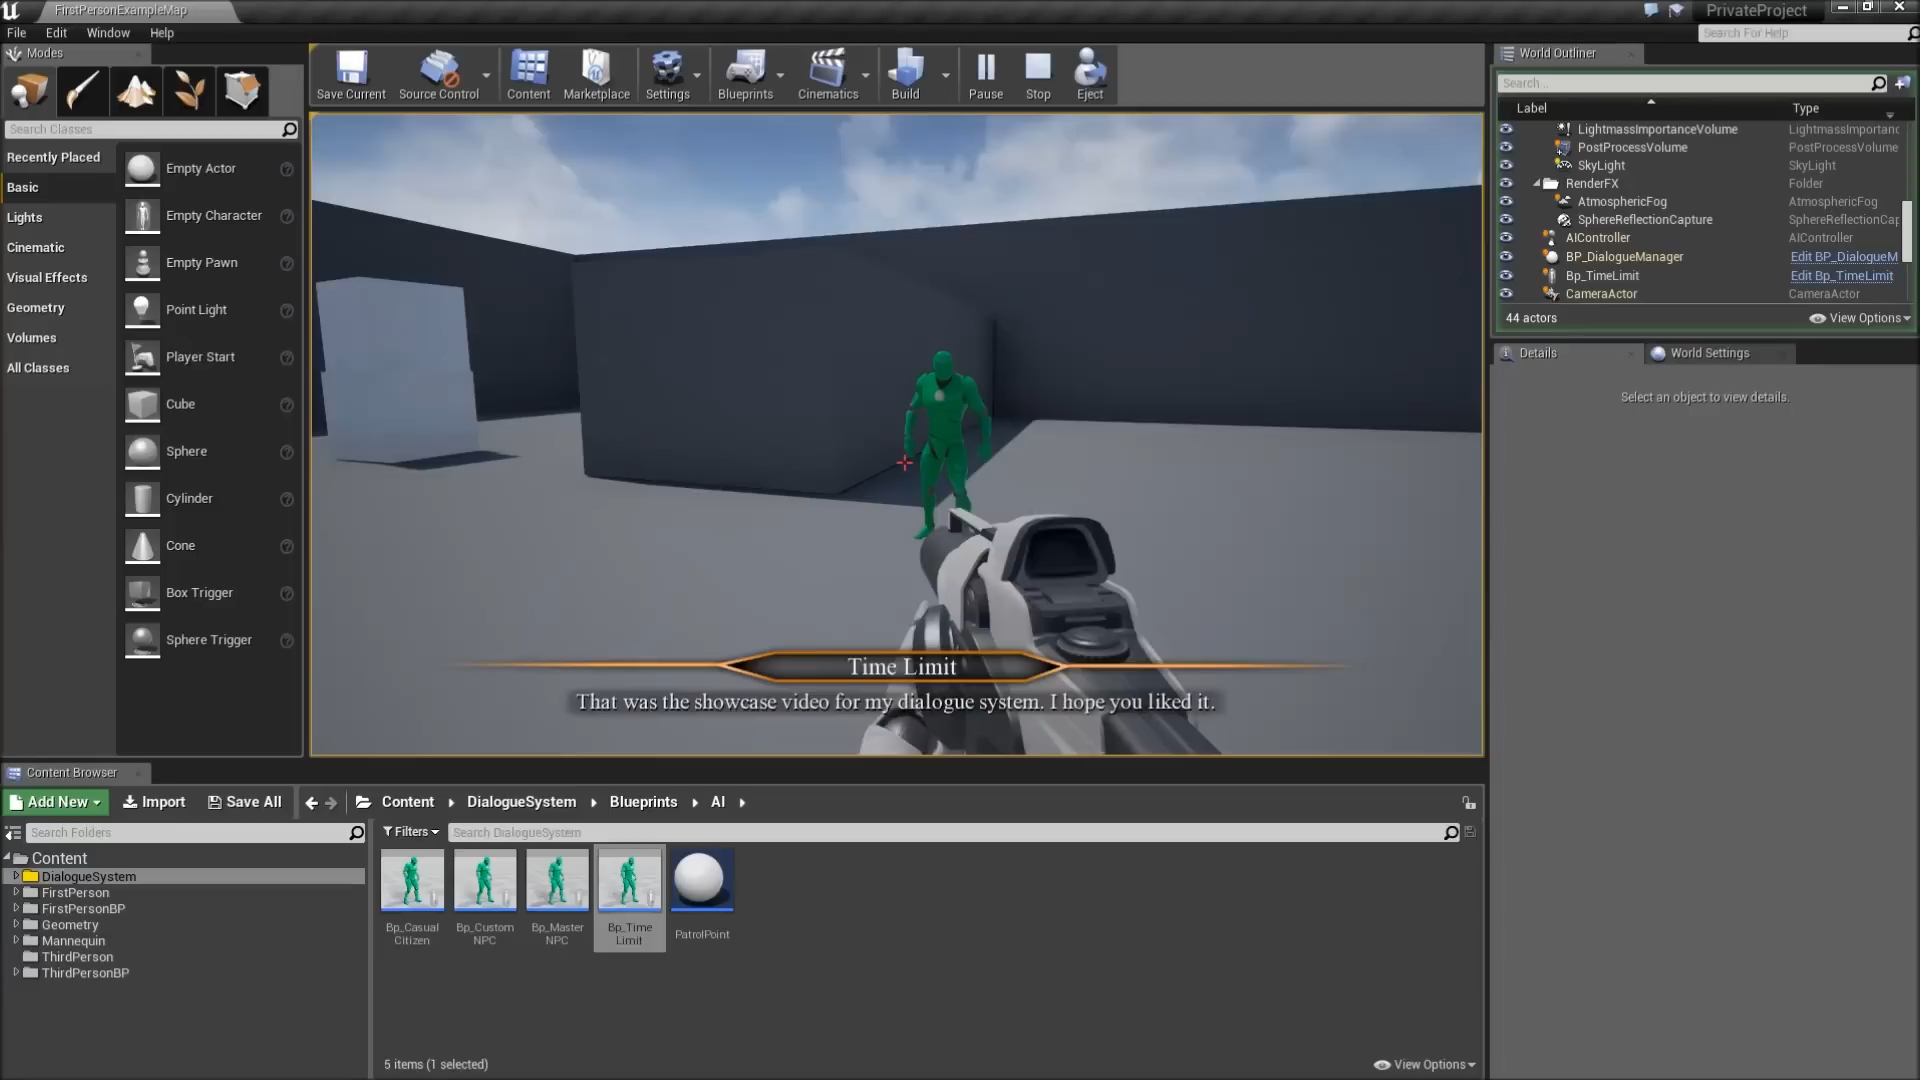 FirstPersonExampleMap
PrivateProject
File Edit Window Help
Search For Help
Modes
Search Classes
Recently Placed
Basic
Lights
Cinematic
Visual Effects
Geometry
Volumes
All Classes
Empty Actor
Empty Character
Empty Pawn
Point Light
Player Start
Cube
Sphere
Cylinder
Cone
Box Trigger
Sphere Trigger
Save Current
Source Control
Content
Marketplace
Settings
Blueprints
Cinematics
Build
Pause
Stop
Eject
Time Limit
That was the showcase video for my dialogue system. I hope you liked it.
World Outliner
Search...
Label Type
LightmassImportanceVolume LightmassImportanc
PostProcessVolume PostProcessVolume
SkyLight SkyLight
RenderFX Folder
AtmosphericFog AtmosphericFog
SphereReflectionCapture SphereReflectionCap
AIController AIController
BP_DialogueManager Edit BP_DialogueM
Bp_TimeLimit Edit Bp_TimeLimit
CameraActor CameraActor
44 actors View Options
Details World Settings
Select an object to view details.
Content Browser
Add New Import Save All Content DialogueSystem Blueprints AI
Search Folders
Content
DialogueSystem
FirstPerson
FirstPersonBP
Geometry
Mannequin
ThirdPerson
ThirdPersonBP
Filters Search DialogueSystem
Bp_Casual
Citizen
Bp_Custom
NPC
Bp_Master
NPC
Bp_Time
Limit
PatrolPoint
5 items (1 selected) View Options